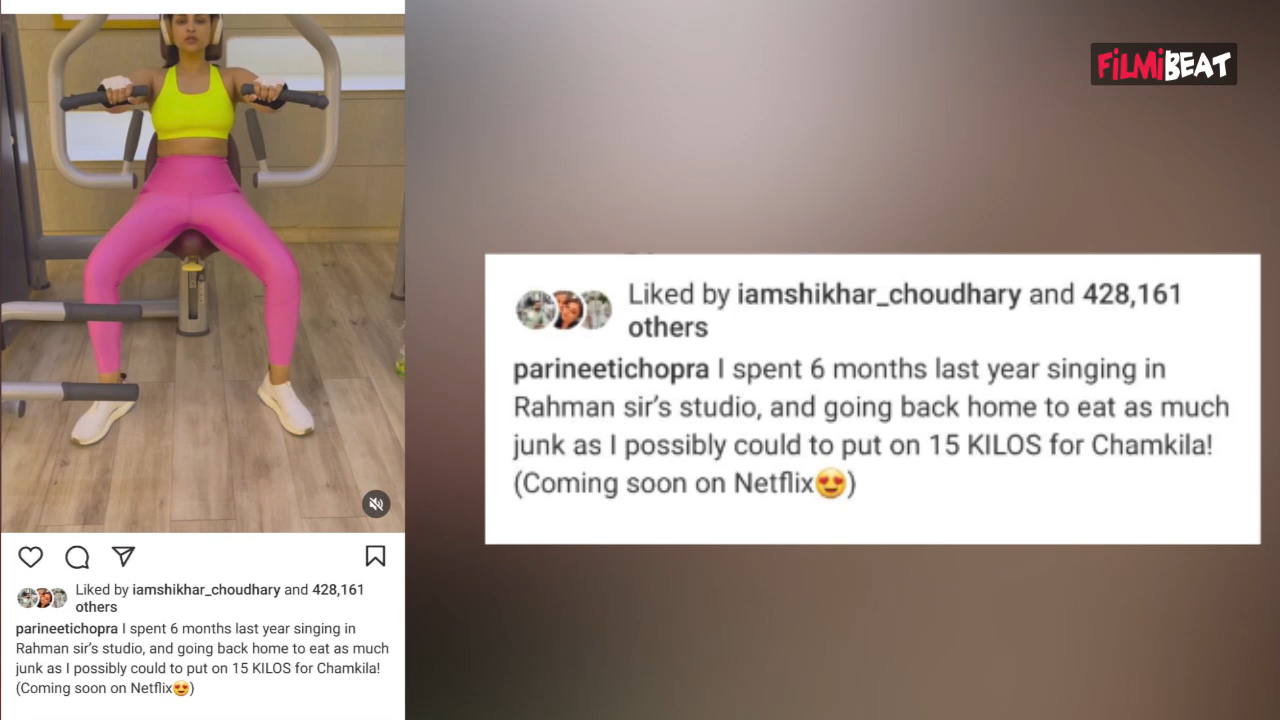 FiLMiBEAT
Liked by iamshikhar_choudhary and 428,161
others
parineetichopra I spent 6 months last year singing in
Rahman sir’s studio, and going back home to eat as much
junk as I possibly could to put on 15 KILOS for Chamkila!
(Coming soon on Netflix😍)
Liked by iamshikhar_choudhary and 428,161
others
parineetichopra I spent 6 months last year singing in
Rahman sir’s studio, and going back home to eat as much
junk as I possibly could to put on 15 KILOS for Chamkila!
(Coming soon on Netflix😍)